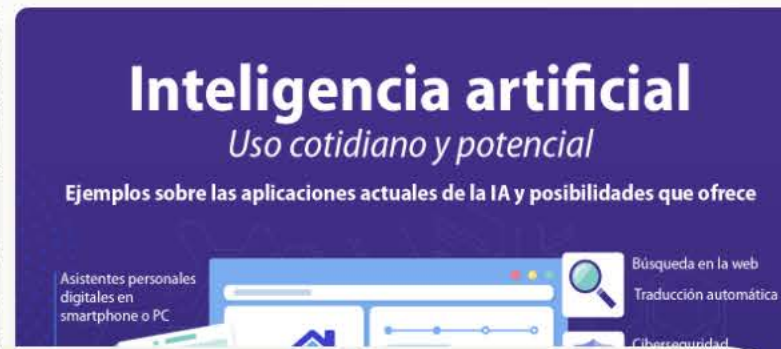 Inteligencia artificial
Uso cotidiano y potencial
Ejemplos sobre las aplicaciones actuales de la IA y posibilidades que ofrece
Asistentes personales
digitales en
smartphone o PC
Búsqueda en la web
Traducción automática
Ciberseguridad